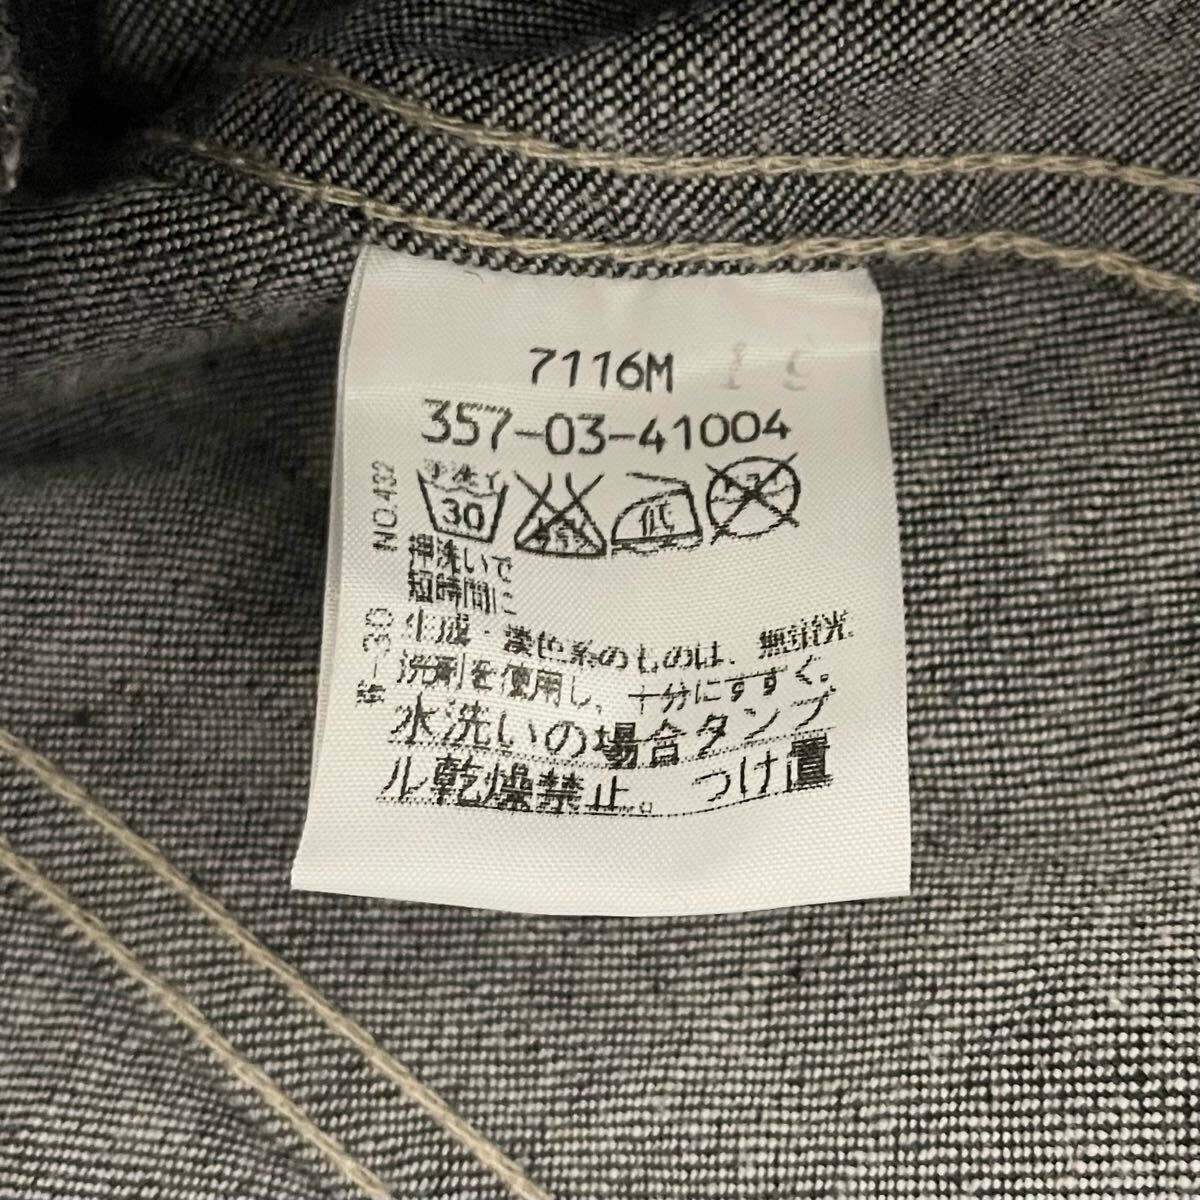 7116M
357-03-41004
手洗イ
30
低
NO.432
押洗いで
短時間に
生成・淡色系のものは、無蛍光
洗剤を使用し、十分にすすぐ。
水洗いの場合タンブ
ル乾燥禁止。つけ置